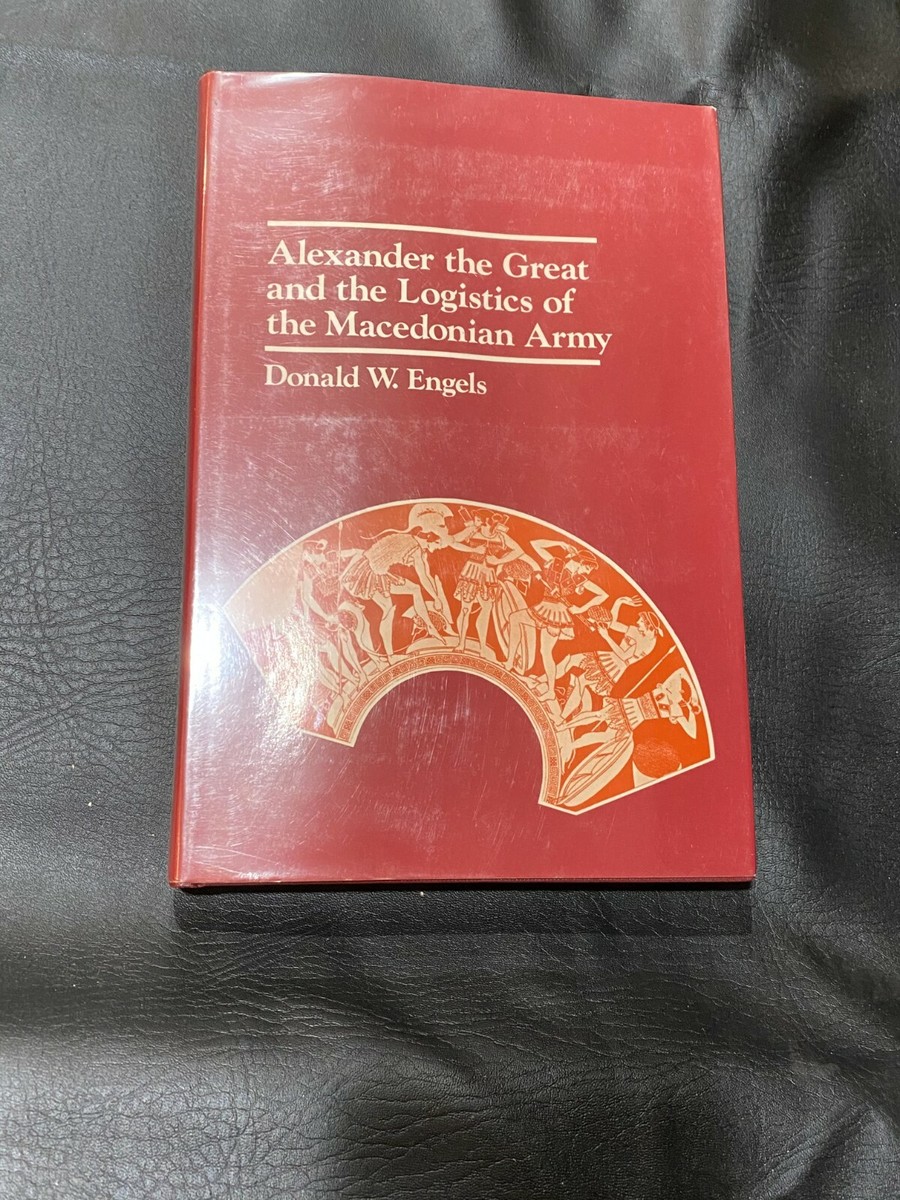 Alexander the Great
and the Logistics of
the Macedonian Army
Donald W. Engels